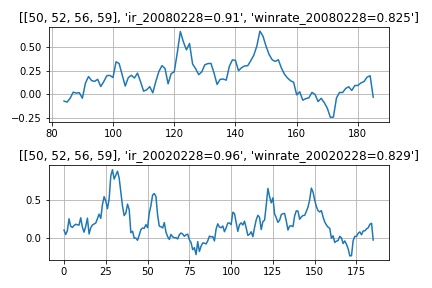 [[50, 52, 56, 59], 'ir_20080228=0.91', 'winrate_20080228=0.825']
0.50
0.25
0.00
−0.25
80 100 120 140 160 180
[[50, 52, 56, 59], 'ir_20020228=0.96', 'winrate_20020228=0.829']
0.5
0.0
0 25 50 75 100 125 150 175